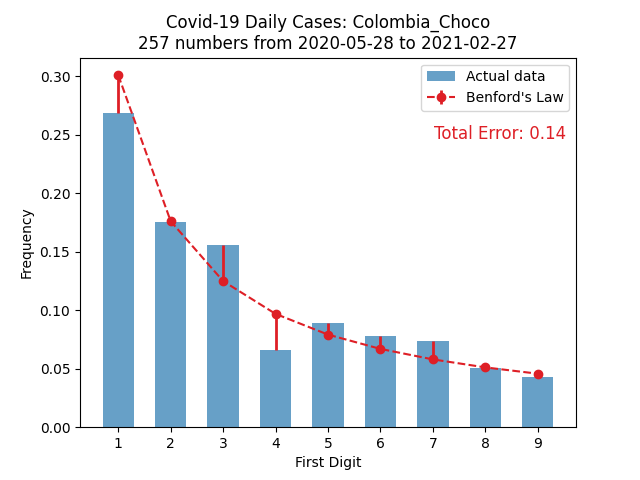 Covid-19 Daily Cases: Colombia_Choco
257 numbers from 2020-05-28 to 2021-02-27
Actual data
Benford's Law
Total Error: 0.14
Frequency
0.30
0.25
0.20
0.15
0.10
0.05
0.00
1 2 3 4 5 6 7 8 9
First Digit